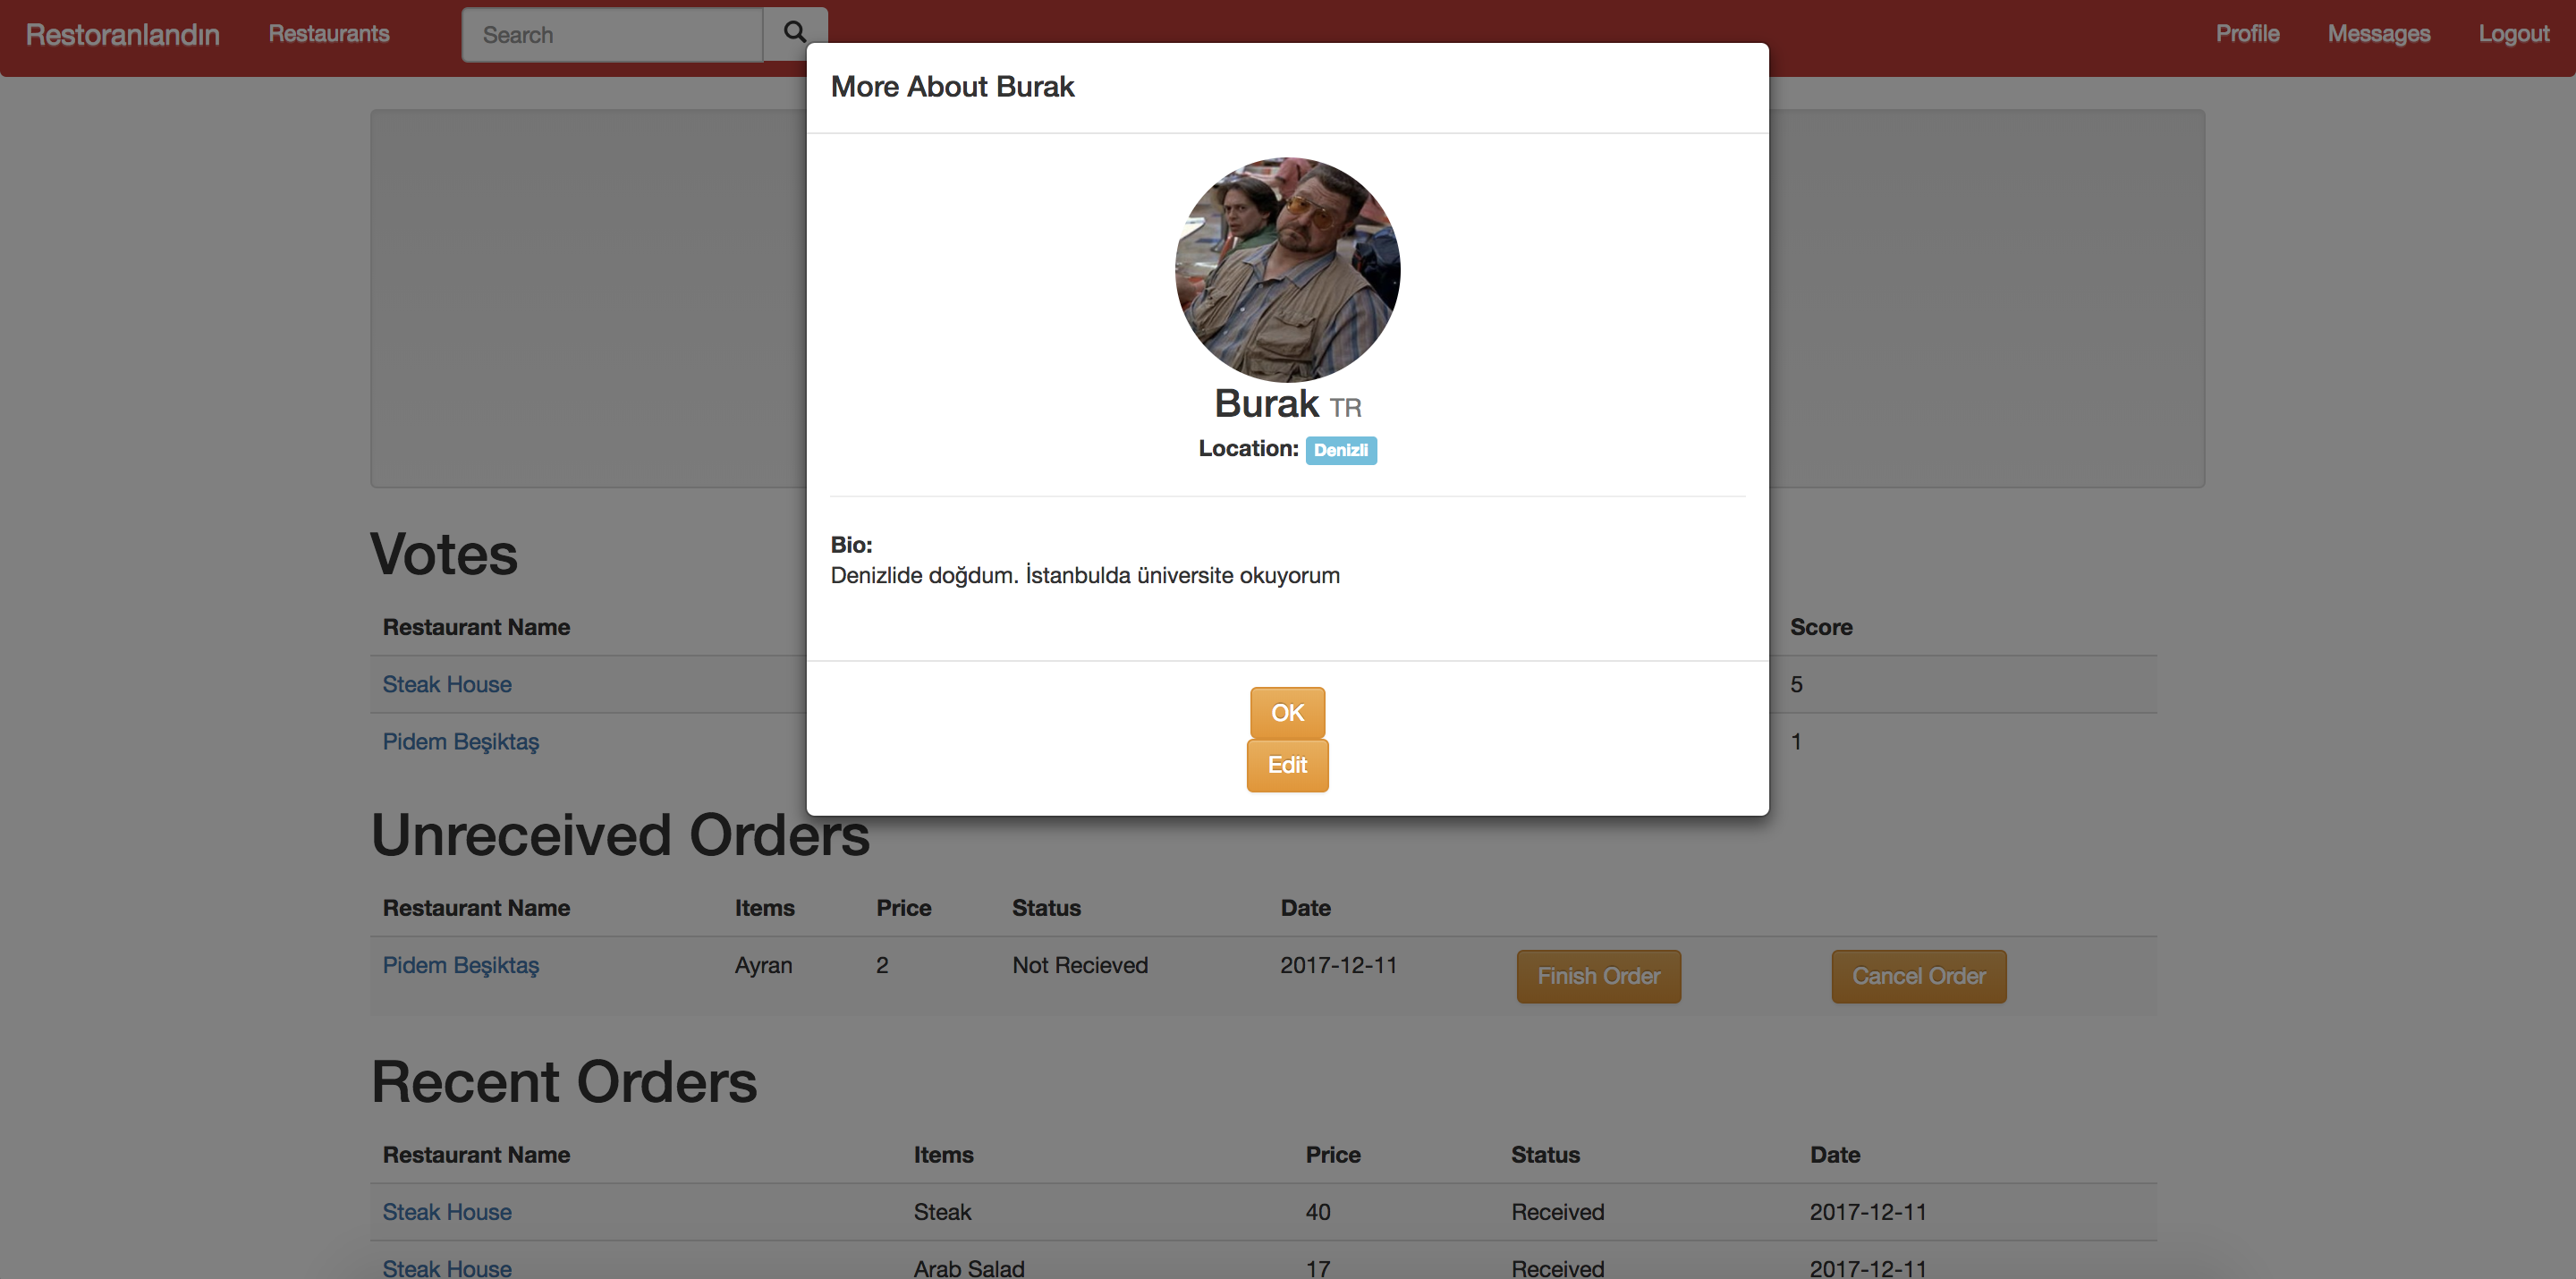 Restoranlandın Restaurants Search Profile Messages Logout
More About Burak
Burak TR
Location: Denizli
Bio:
Denizlide doğdum. İstanbulda üniversite okuyorum
OK
Edit
Votes
Restaurant Name Score
Steak House 5
Pidem Beşiktaş 1
Unreceived Orders
Restaurant Name Items Price Status Date
Pidem Beşiktaş Ayran 2 Not Recieved 2017-12-11 Finish Order Cancel Order
Recent Orders
Restaurant Name Items Price Status Date
Steak House Steak 40 Received 2017-12-11
Steak House Arab Salad 17 Received 2017-12-11